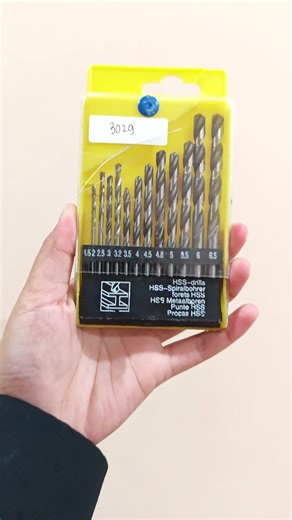 3029
1.5 2 2.5 3 3.2 3.5 4 4.5 4.8 5 5.5 6 6.5
HSS-drills
HSS-Spiralbohrer
forets HSS
HSS Metaalboren
Punte HSS
Brocas HSS